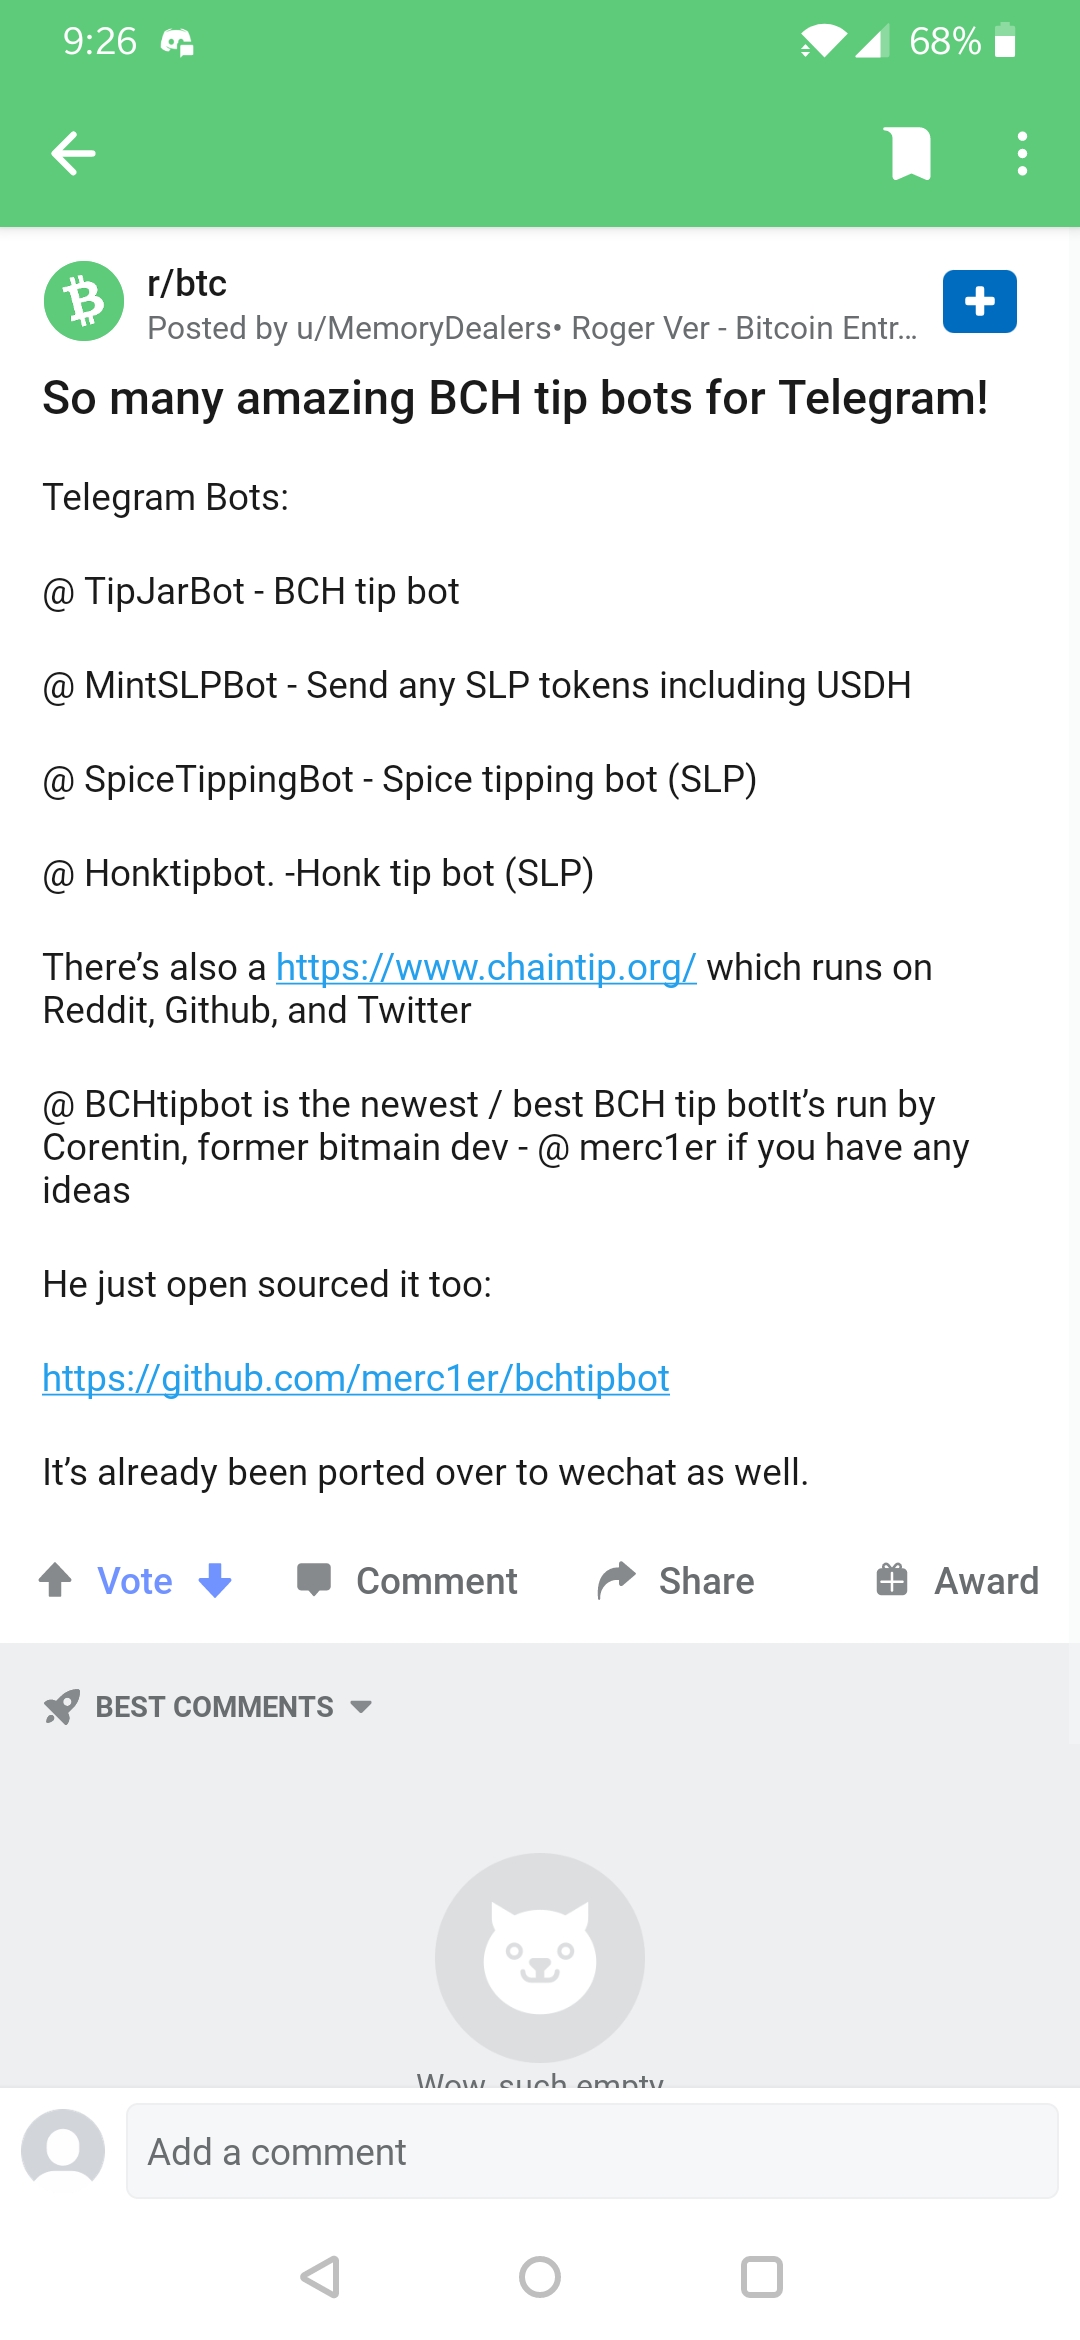 9:26
68%
r/btc
Posted by u/MemoryDealers• Roger Ver - Bitcoin Entr...
So many amazing BCH tip bots for Telegram!
Telegram Bots:
@ TipJarBot - BCH tip bot
@ MintSLPBot - Send any SLP tokens including USDH
@ SpiceTippingBot - Spice tipping bot (SLP)
@ Honktipbot. -Honk tip bot (SLP)
There’s also a https://www.chaintip.org/ which runs on
Reddit, Github, and Twitter
@ BCHtipbot is the newest / best BCH tip botIt’s run by
Corentin, former bitmain dev - @ merc1er if you have any
ideas
He just open sourced it too:
https://github.com/merc1er/bchtipbot
It’s already been ported over to wechat as well.
Vote
Comment
Share
Award
BEST COMMENTS
Wow, such empty
Add a comment